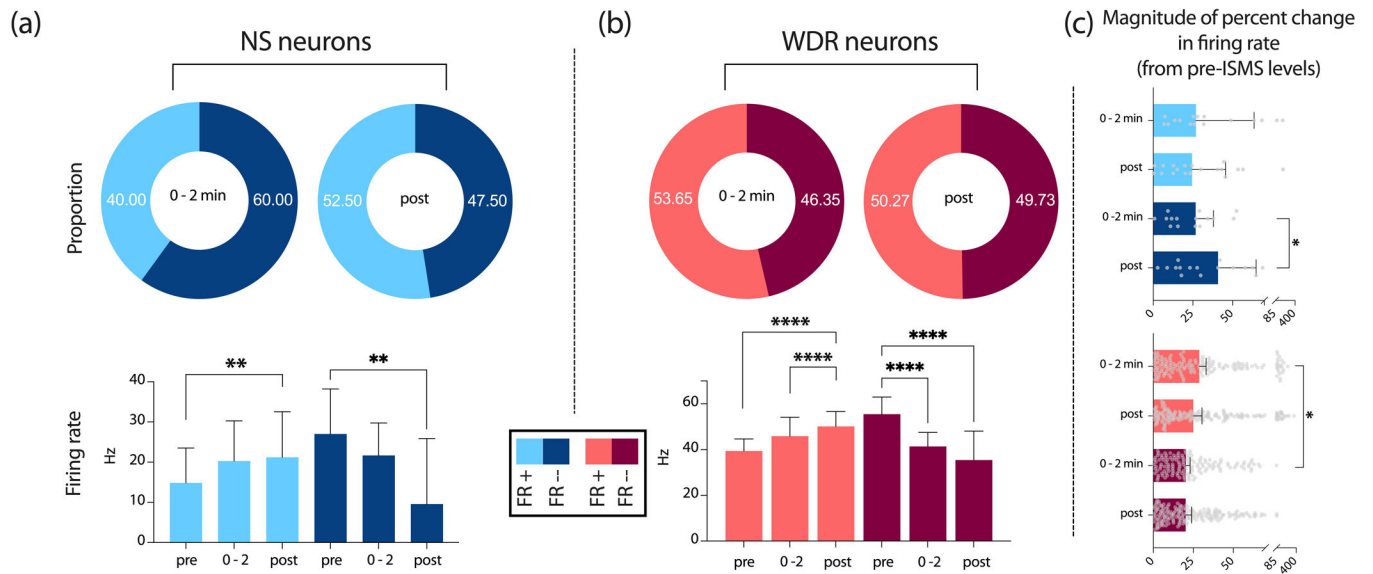 (a)
NS neurons
Proportion
40.00
0 - 2 min
60.00
52.50
post
47.50
Firing rate
Hz
40
30
20
10
0
**
**
pre
0 - 2
post
pre
0 - 2
post
FR +
FR --
FR +
FR --
(b)
WDR neurons
53.65
0 - 2 min
46.35
50.27
post
49.73
Hz
60
40
20
0
****
****
****
****
pre
0 - 2
post
pre
0 - 2
post
(c)
Magnitude of percent change
in firing rate
(from pre-ISMS levels)
0 - 2 min
post
0 - 2 min
post
*
0
25
50
85
400
0 - 2 min
post
0 - 2 min
post
*
0
25
50
85
400